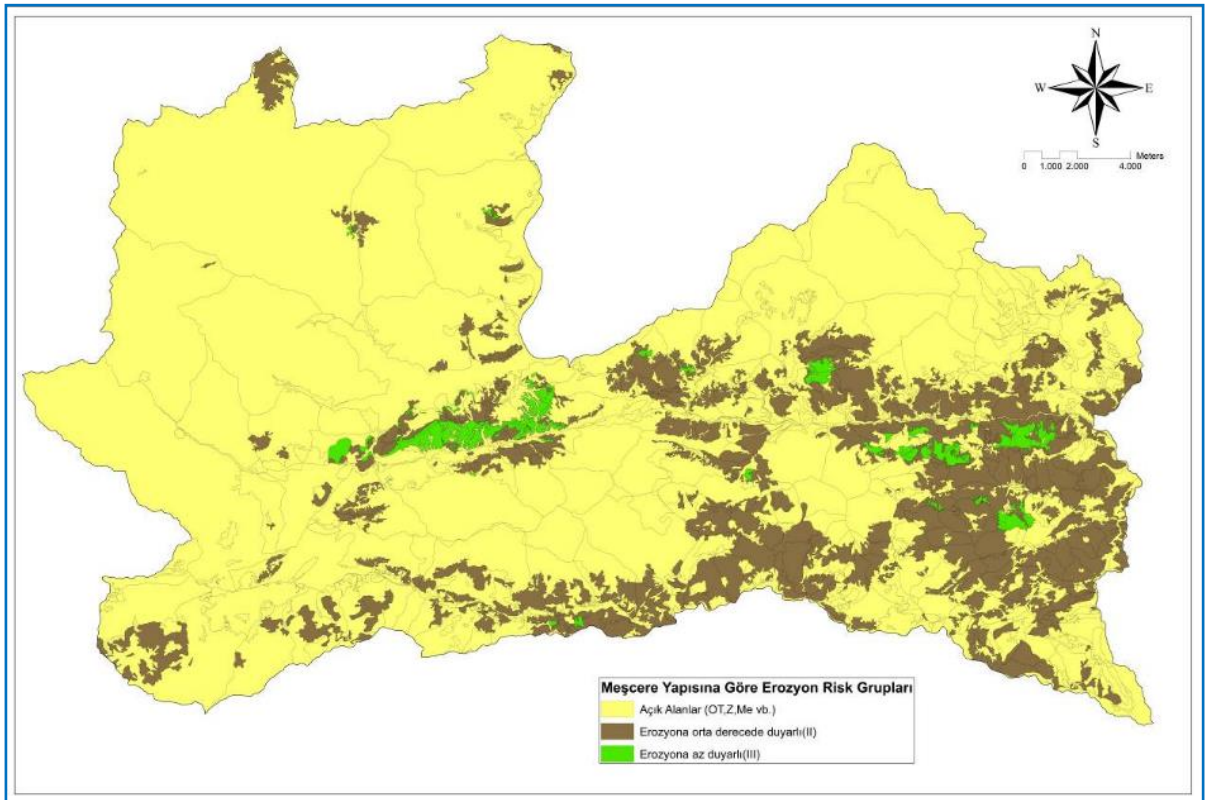 N
W E
S
Meters
0 1.000 2.000 4.000
Meşcere Yapısına Göre Erozyon Risk Grupları
Açık Alanlar (OT,Z,Me vb.)
Erozyona orta derecede duyarlı(II)
Erozyona az duyarlı(III)